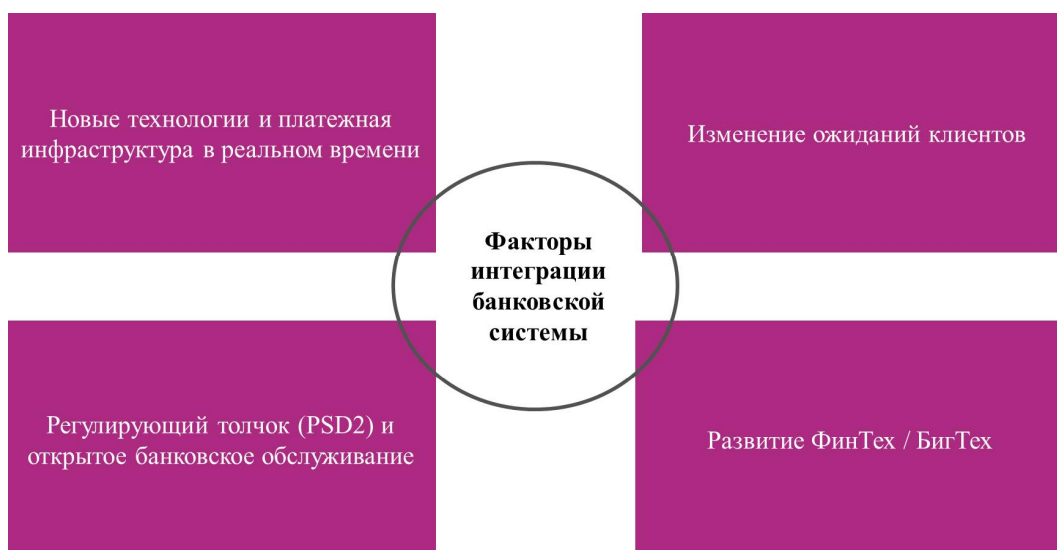 Новые технологии и платежная
инфраструктура в реальном времени
Изменение ожиданий клиентов
Факторы
интеграции
банковской
системы
Регулирующий толчок (PSD2) и
открытое банковское обслуживание
Развитие ФинТех / БигТех